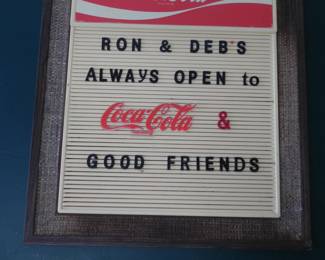 RON & DEB'S
ALWAYS OPEN to
Coca-Cola &
GOOD FRIENDS